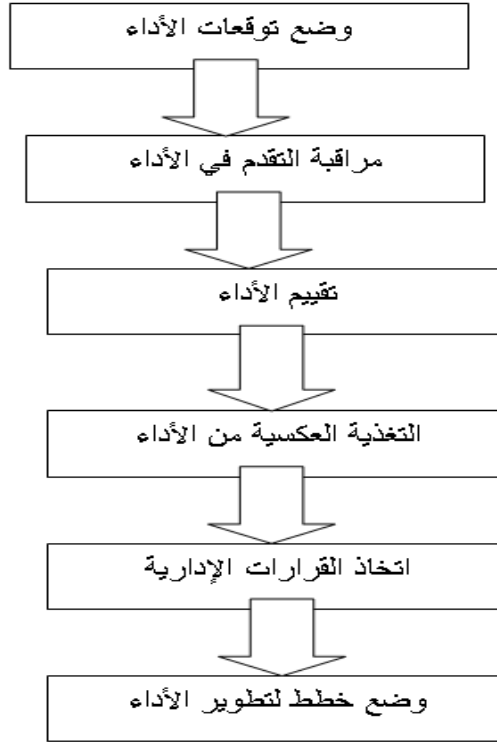 وضع توقعات الأداء
مراقبة التقدم في الأداء
تقييم الأداء
التغذية العكسية من الأداء
اتخاذ القرارات الإدارية
وضع خطط لتطوير الأداء